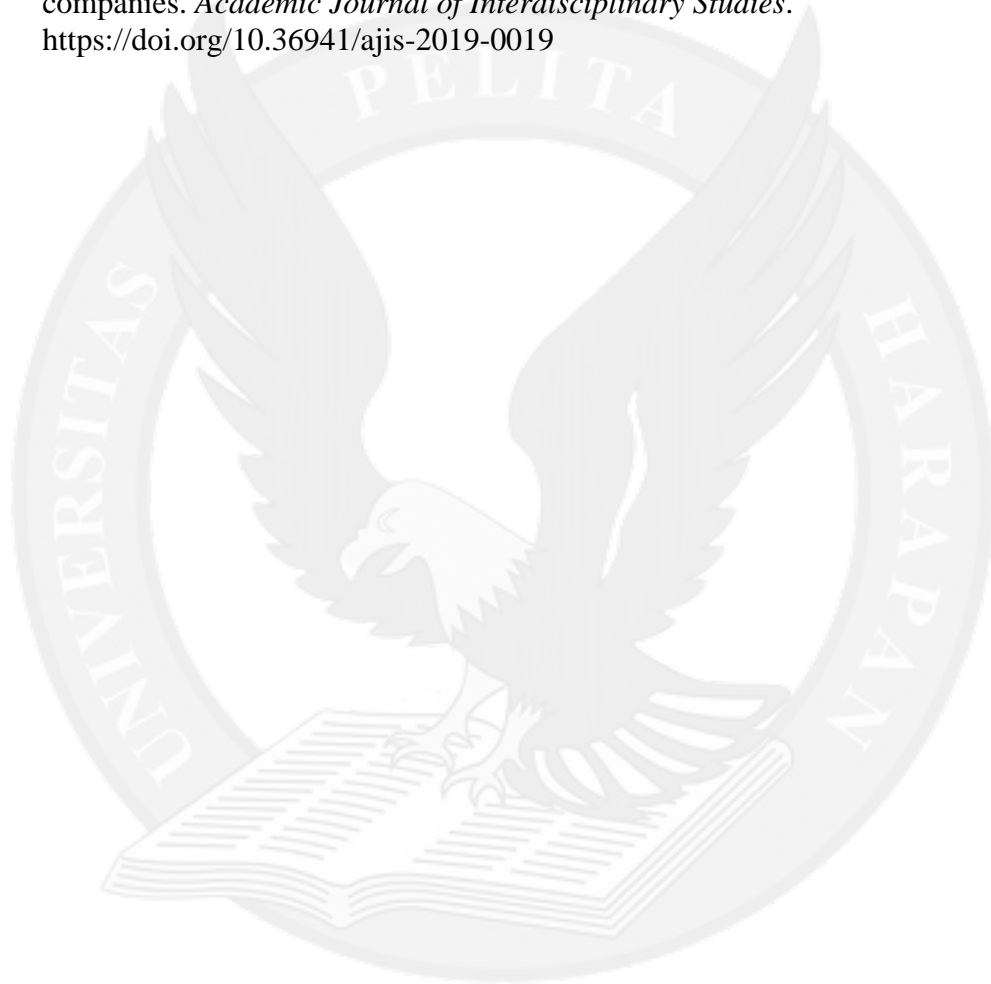 companies. Academic Journal of Interdisciplinary Studies.
https://doi.org/10.36941/ajis-2019-0019
UNIVERSITAS PELITA HARAPAN